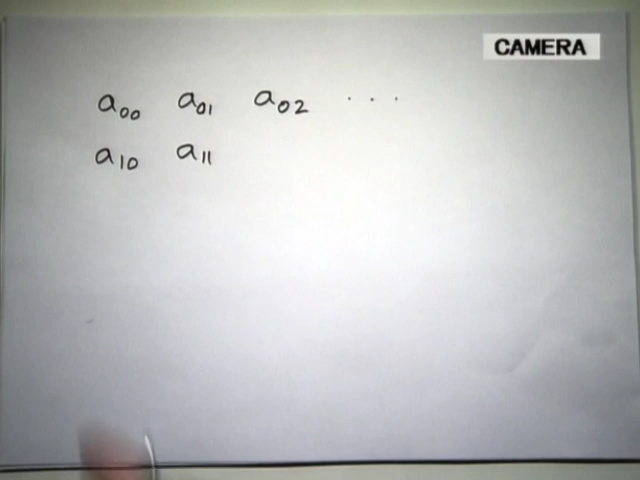 CAMERA
a₀₀ a₀₁ a₀₂ . . .
a₁₀ a₁₁